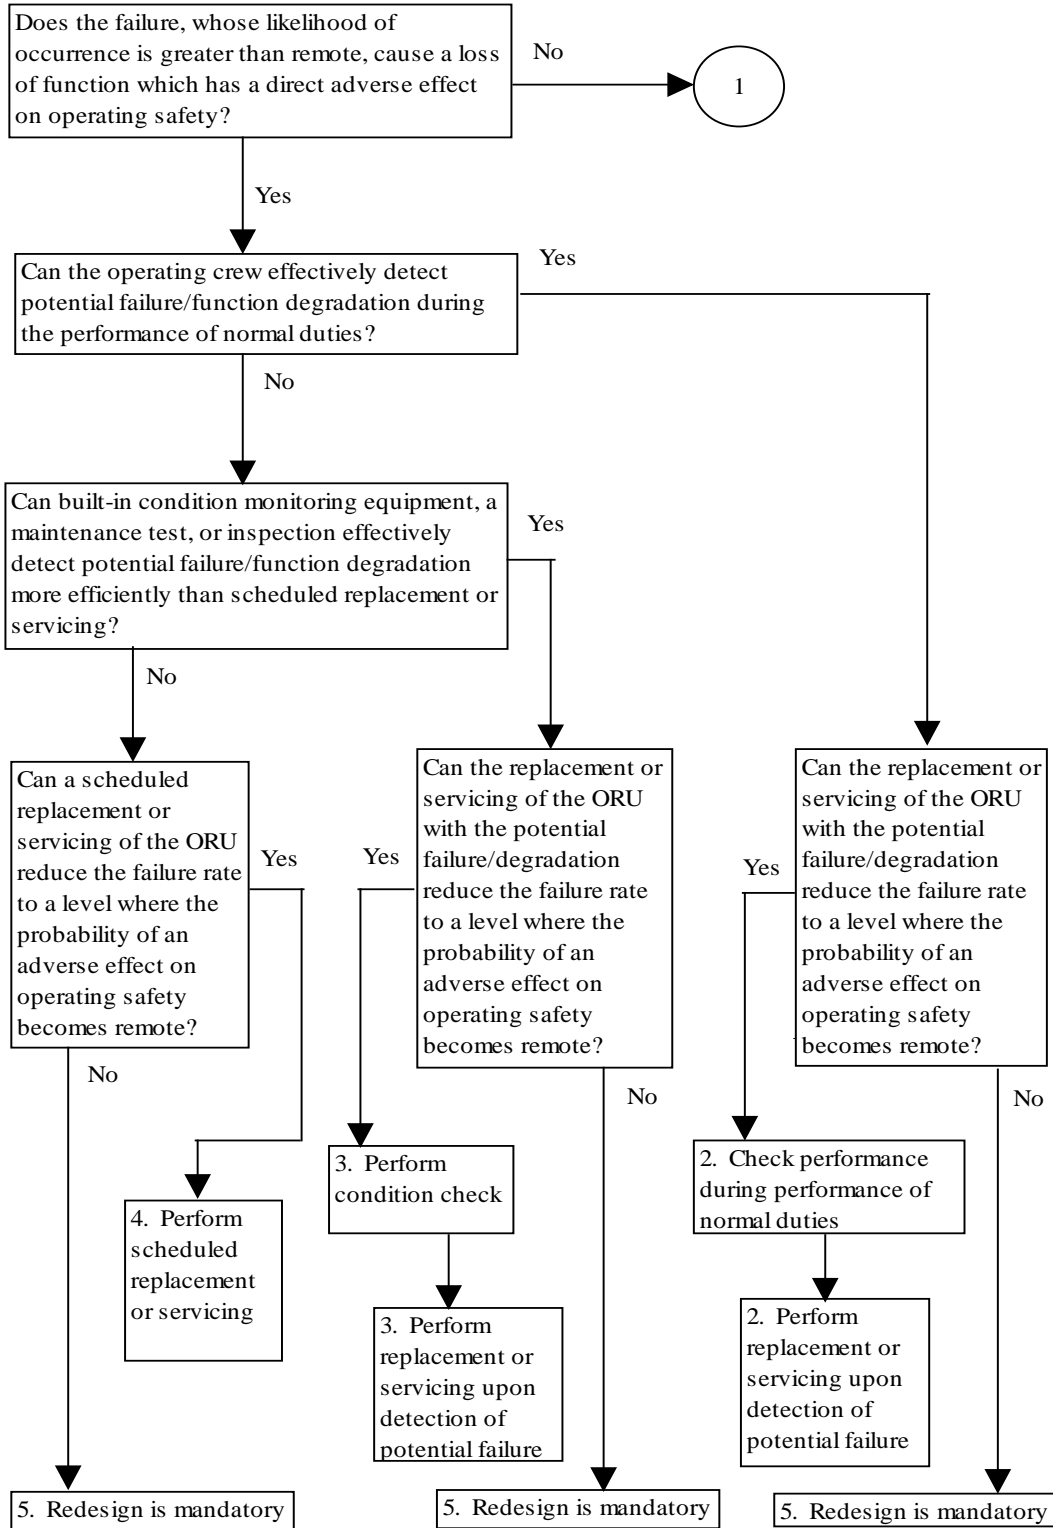 Does the failure, whose likelihood of
occurrence is greater than remote, cause a loss
of function which has a direct adverse effect
on operating safety?
No
1
Yes
Can the operating crew effectively detect
potential failure/function degradation during
the performance of normal duties?
Yes
No
Can built-in condition monitoring equipment, a
maintenance test, or inspection effectively
detect potential failure/function degradation
more efficiently than scheduled replacement or
servicing?
Yes
No
Can a scheduled
replacement or
servicing of the ORU
reduce the failure rate
to a level where the
probability of an
adverse effect on
operating safety
becomes remote?
Yes
No
Can the replacement or
servicing of the ORU
with the potential
failure/degradation
reduce the failure rate
to a level where the
probability of an
adverse effect on
operating safety
becomes remote?
Yes
No
Can the replacement or
servicing of the ORU
with the potential
failure/degradation
reduce the failure rate
to a level where the
probability of an
adverse effect on
operating safety
becomes remote?
Yes
No
4. Perform
scheduled
replacement
or servicing
3. Perform
condition check
3. Perform
replacement or
servicing upon
detection of
potential failure
2. Check performance
during performance of
normal duties
2. Perform
replacement or
servicing upon
detection of
potential failure
5. Redesign is mandatory
5. Redesign is mandatory
5. Redesign is mandatory